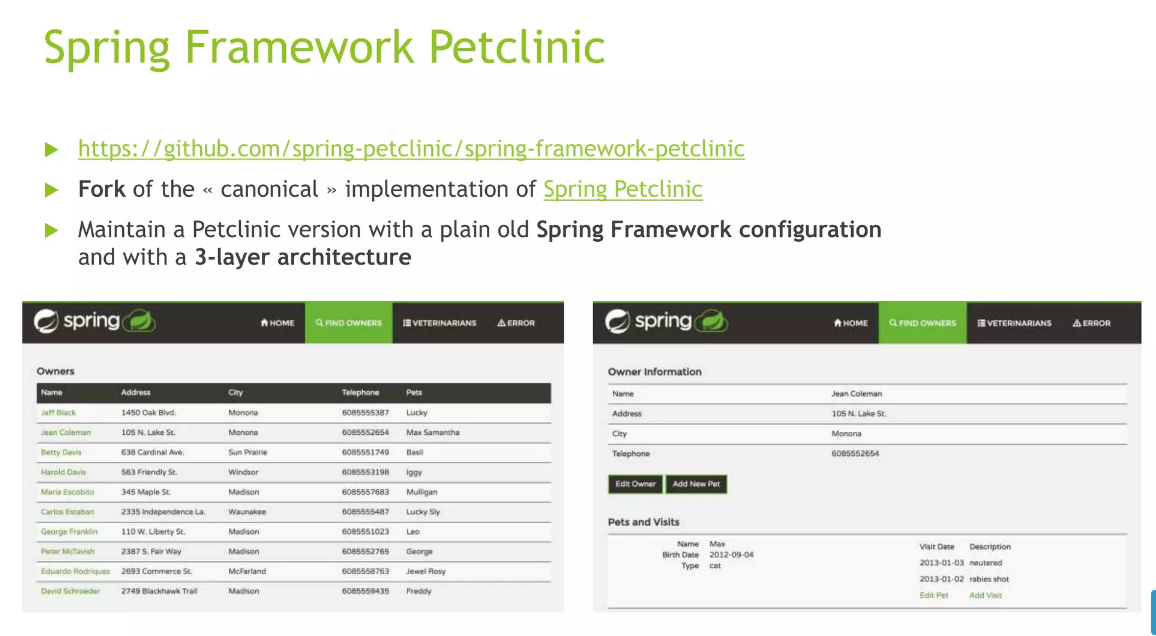 Spring Framework Petclinic
https://github.com/spring-petclinic/spring-framework-petclinic
Fork of the « canonical » implementation of Spring Petclinic
Maintain a Petclinic version with a plain old Spring Framework configuration
and with a 3-layer architecture
spring HOME FIND OWNERS VETERINARIANS ERROR
Owners
Name Address City Telephone Pets
Jeff Black 1450 Oak Blvd. Monona 6085555387 Lucky
Jean Coleman 105 N. Lake St. Monona 6085552654 Max Samantha
Betty Davis 638 Cardinal Ave. Sun Prairie 6085551749 Basil
Harold Davis 563 Friendly St. Windsor 6085553198 Iggy
Maria Escobito 345 Maple St. Madison 6085557683 Mulligan
Carlos Estaban 2335 Independence La. Waunakee 6085555487 Lucky Sly
George Franklin 110 W. Liberty St. Madison 6085551023 Leo
Peter McTavish 2387 S. Fair Way Madison 6085552765 George
Eduardo Rodriquez 2693 Commerce St. McFarland 6085558763 Jewel Rosy
David Schroeder 2749 Blackhawk Trail Madison 6085559435 Freddy
spring HOME FIND OWNERS VETERINARIANS ERROR
Owner Information
Name Jean Coleman
Address 105 N. Lake St.
City Monona
Telephone 6085552654
Edit Owner Add New Pet
Pets and Visits
Name Max
Birth Date 2012-09-04
Type cat
Visit Date Description
2013-01-03 neutered
2013-01-02 rabies shot
Edit Pet Add Visit